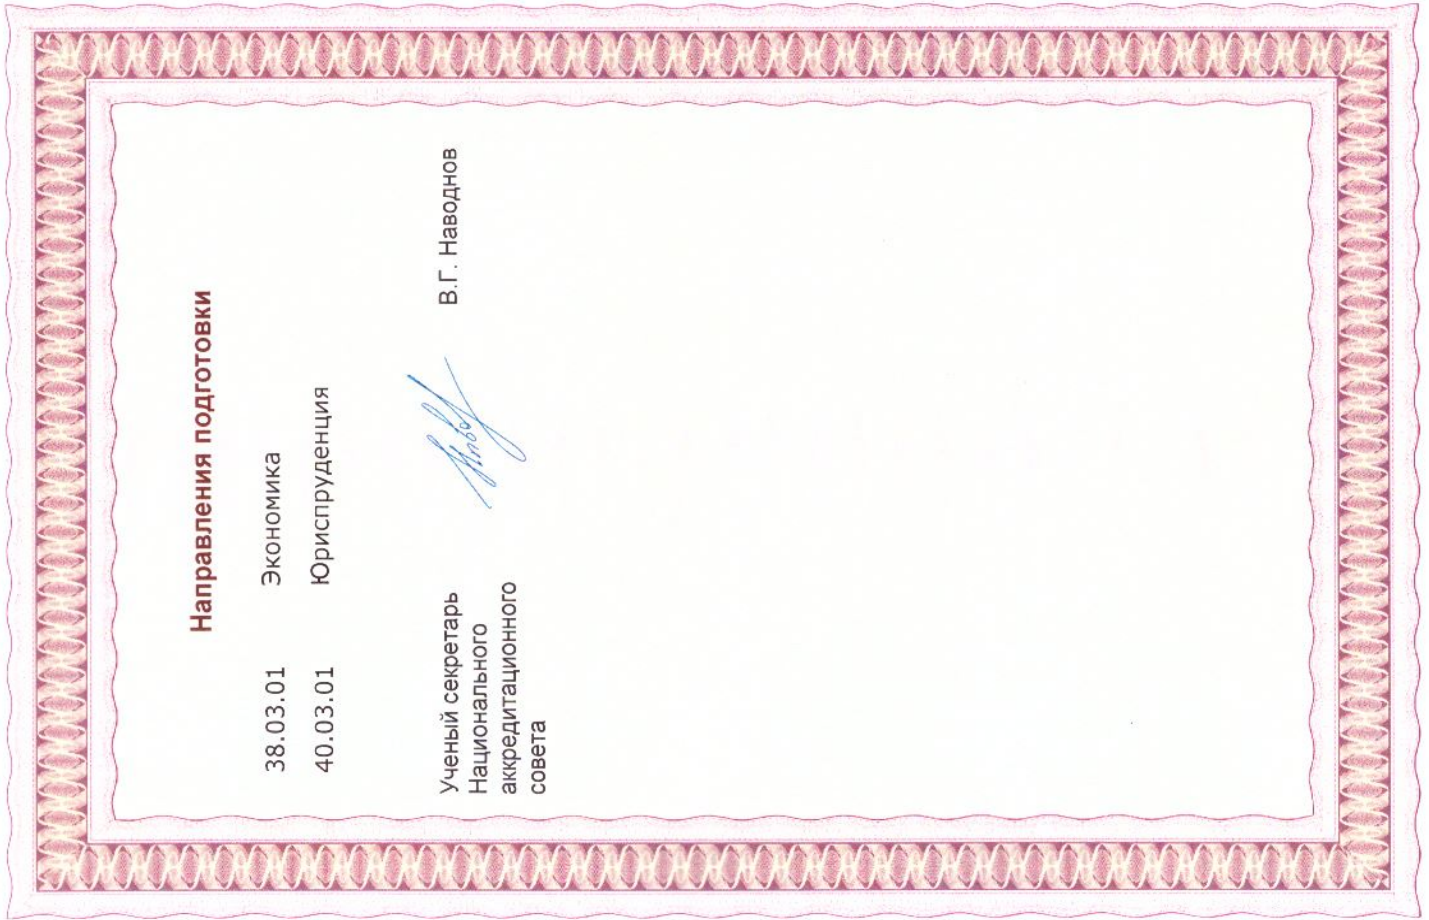 Направления подготовки
38.03.01 Экономика
40.03.01 Юриспруденция
Ученый секретарь
Национального
аккредитационного
совета
В.Г. Наводнов